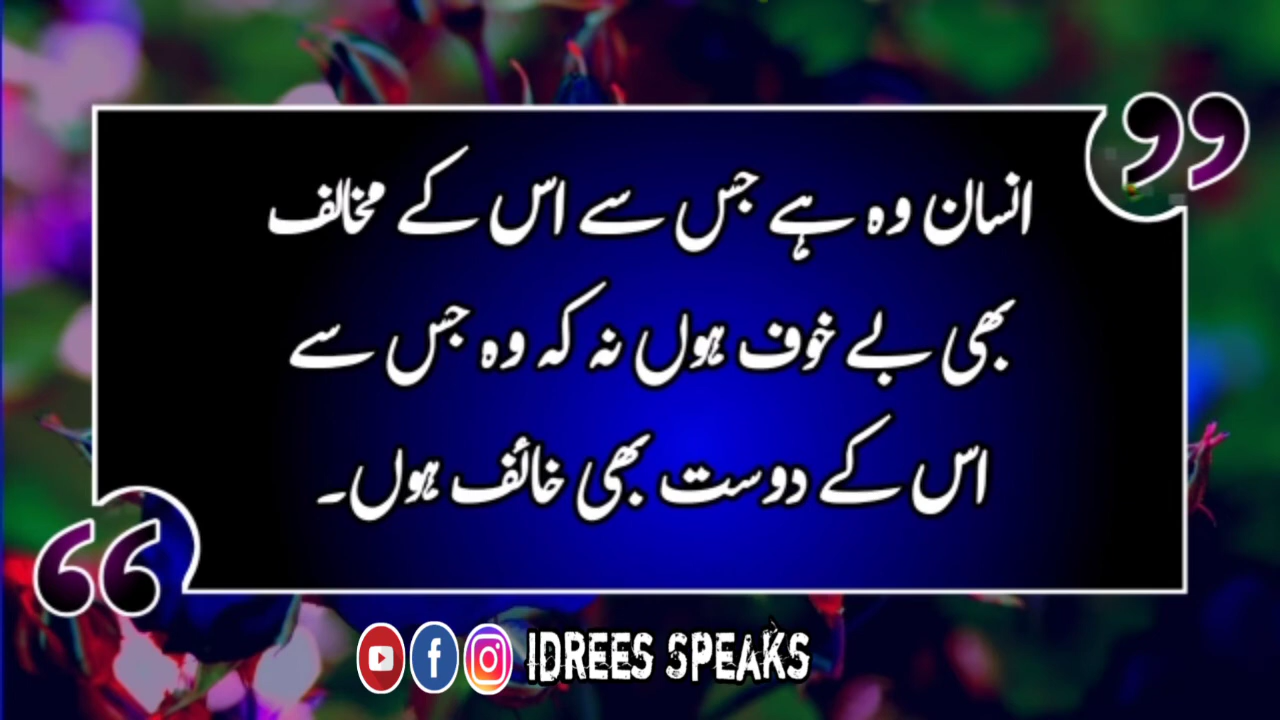 انسان وہ ہے جس سے اس کے مخالف
بھی بے خوف ہوں نہ کہ وہ جس سے
اس کے دوست بھی خائف ہوں۔
IDREES SPEAKS